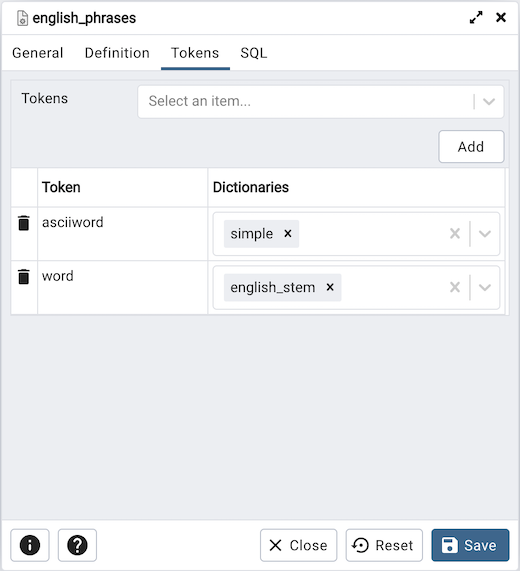 english_phrases
General Definition Tokens SQL
Tokens Select an item...
Add
Token Dictionaries
asciiword simple
word english_stem
Close Reset Save